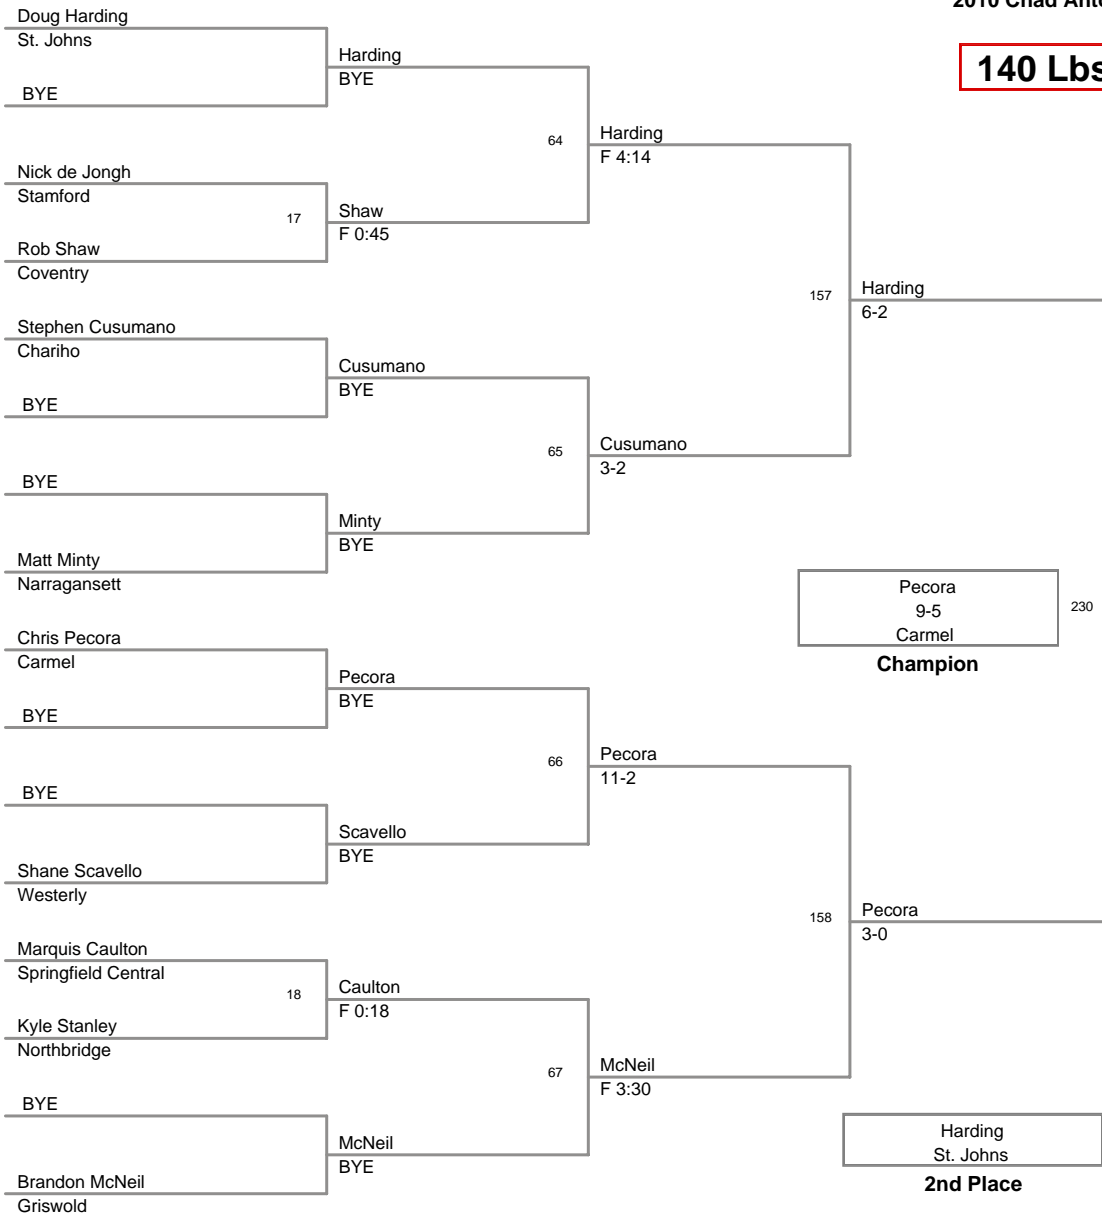 2010 Chad Ante
140 Lbs
Doug Harding
St. Johns
BYE
Harding
BYE
64
Harding
F 4:14
Nick de Jongh
Stamford
17
Shaw
F 0:45
Rob Shaw
Coventry
157
Harding
6-2
Stephen Cusumano
Chariho
Cusumano
BYE
BYE
65
Cusumano
3-2
BYE
Minty
BYE
Matt Minty
Narragansett
Pecora
9-5
Carmel
230
Champion
Chris Pecora
Carmel
Pecora
BYE
BYE
66
Pecora
11-2
BYE
Scavello
BYE
Shane Scavello
Westerly
158
Pecora
3-0
Marquis Caulton
Springfield Central
18
Caulton
F 0:18
Kyle Stanley
Northbridge
67
McNeil
F 3:30
BYE
McNeil
BYE
Brandon McNeil
Griswold
Harding
St. Johns
2nd Place